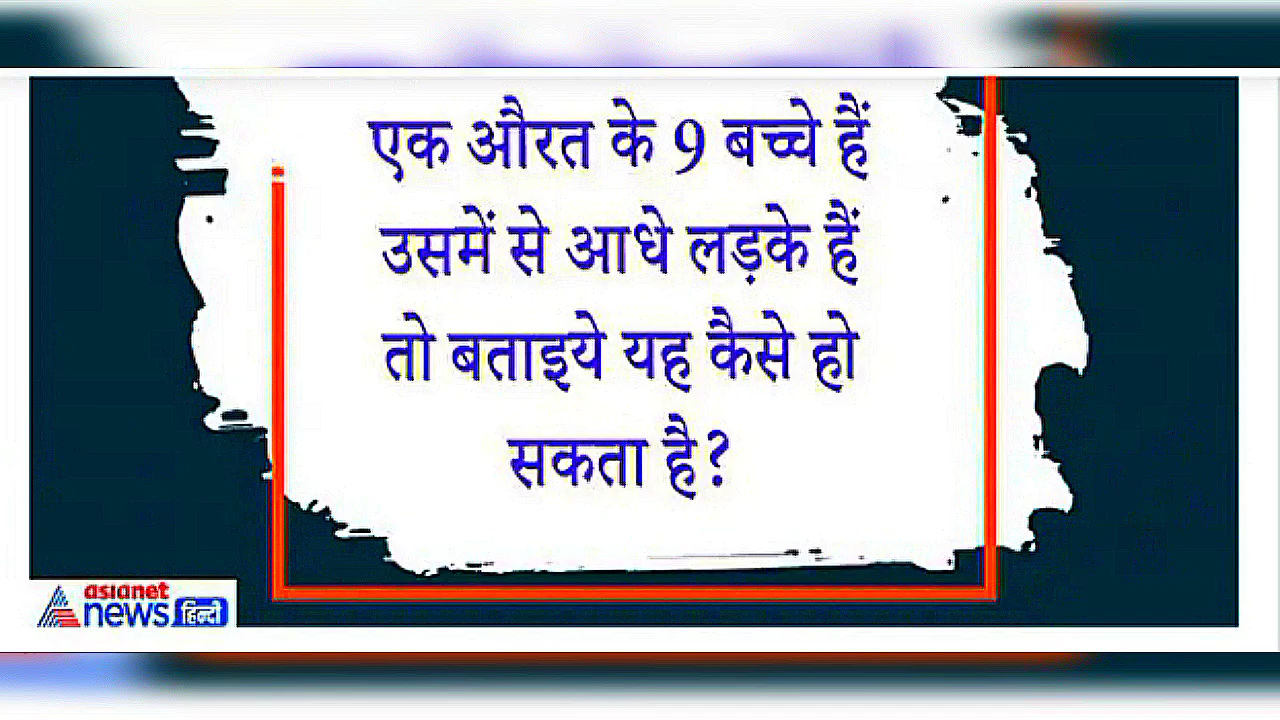 एक औरत के 9 बच्चे हैं
उसमें से आधे लड़के हैं
तो बताइये यह कैसे हो
सकता है?
asianet
news हिन्दी